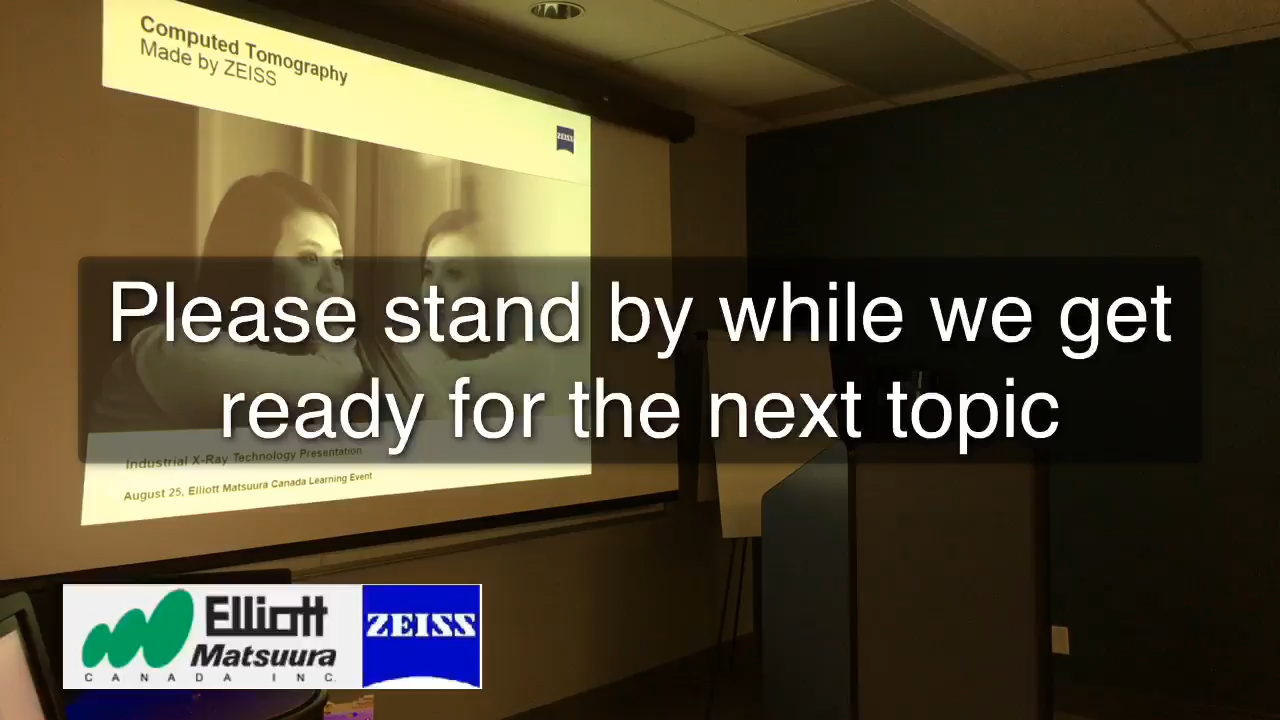 Computed Tomography
Made by ZEISS
ZEISS
Please stand by while we get
ready for the next topic
Industrial X-Ray Technology Presentation
August 25, Elliott Matsuura Canada Learning Event
Elliott
Matsuura
CANADA INC.
ZEISS